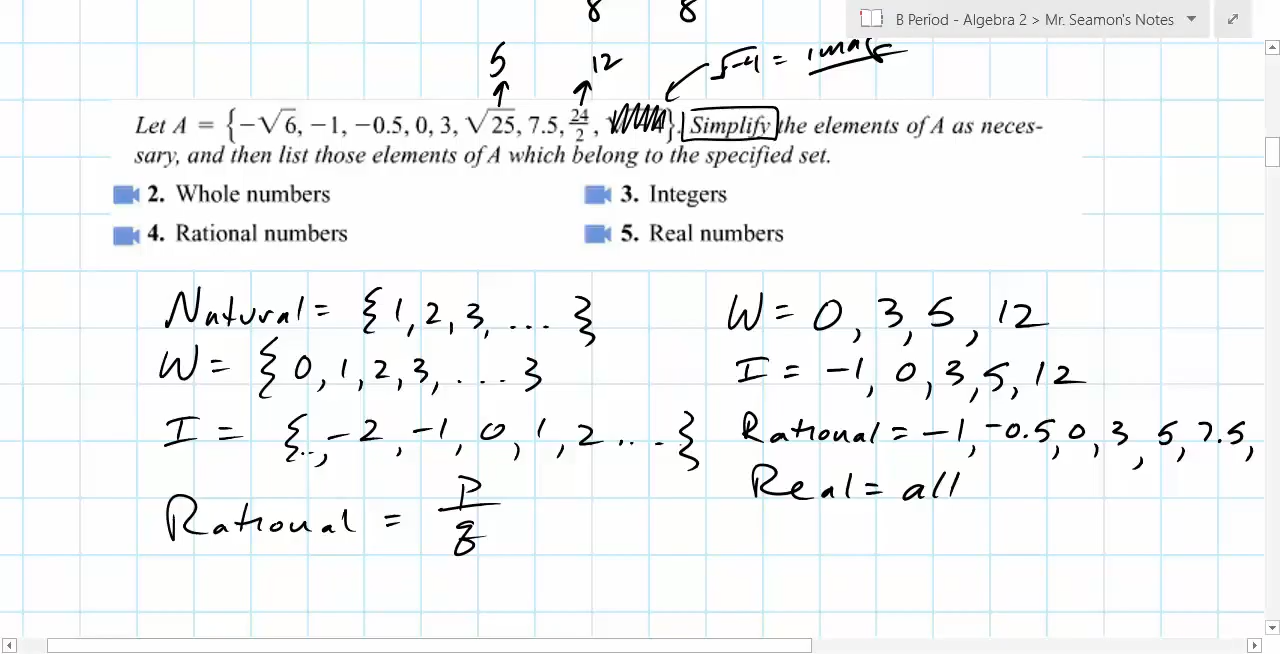 8 8
B Period - Algebra 2 > Mr. Seamon's Notes
5 12 √-4 =
Let A = {-√6, -1, -0.5, 0, 3, √25, 7.5, 24/2, }. Simplify the elements of A as neces-
sary, and then list those elements of A which belong to the specified set.
2. Whole numbers 3. Integers
4. Rational numbers 5. Real numbers
Natural = {1, 2, 3, ... }
W = {0, 1, 2, 3, .... }
I = {.., -2, -1, 0, 1, 2 ... }
Rational = P/q
W = 0, 3, 5, 12
I = -1, 0, 3, 5, 12
Rational = -1, -0.5, 0, 3, 5, 7.5,
Real = all